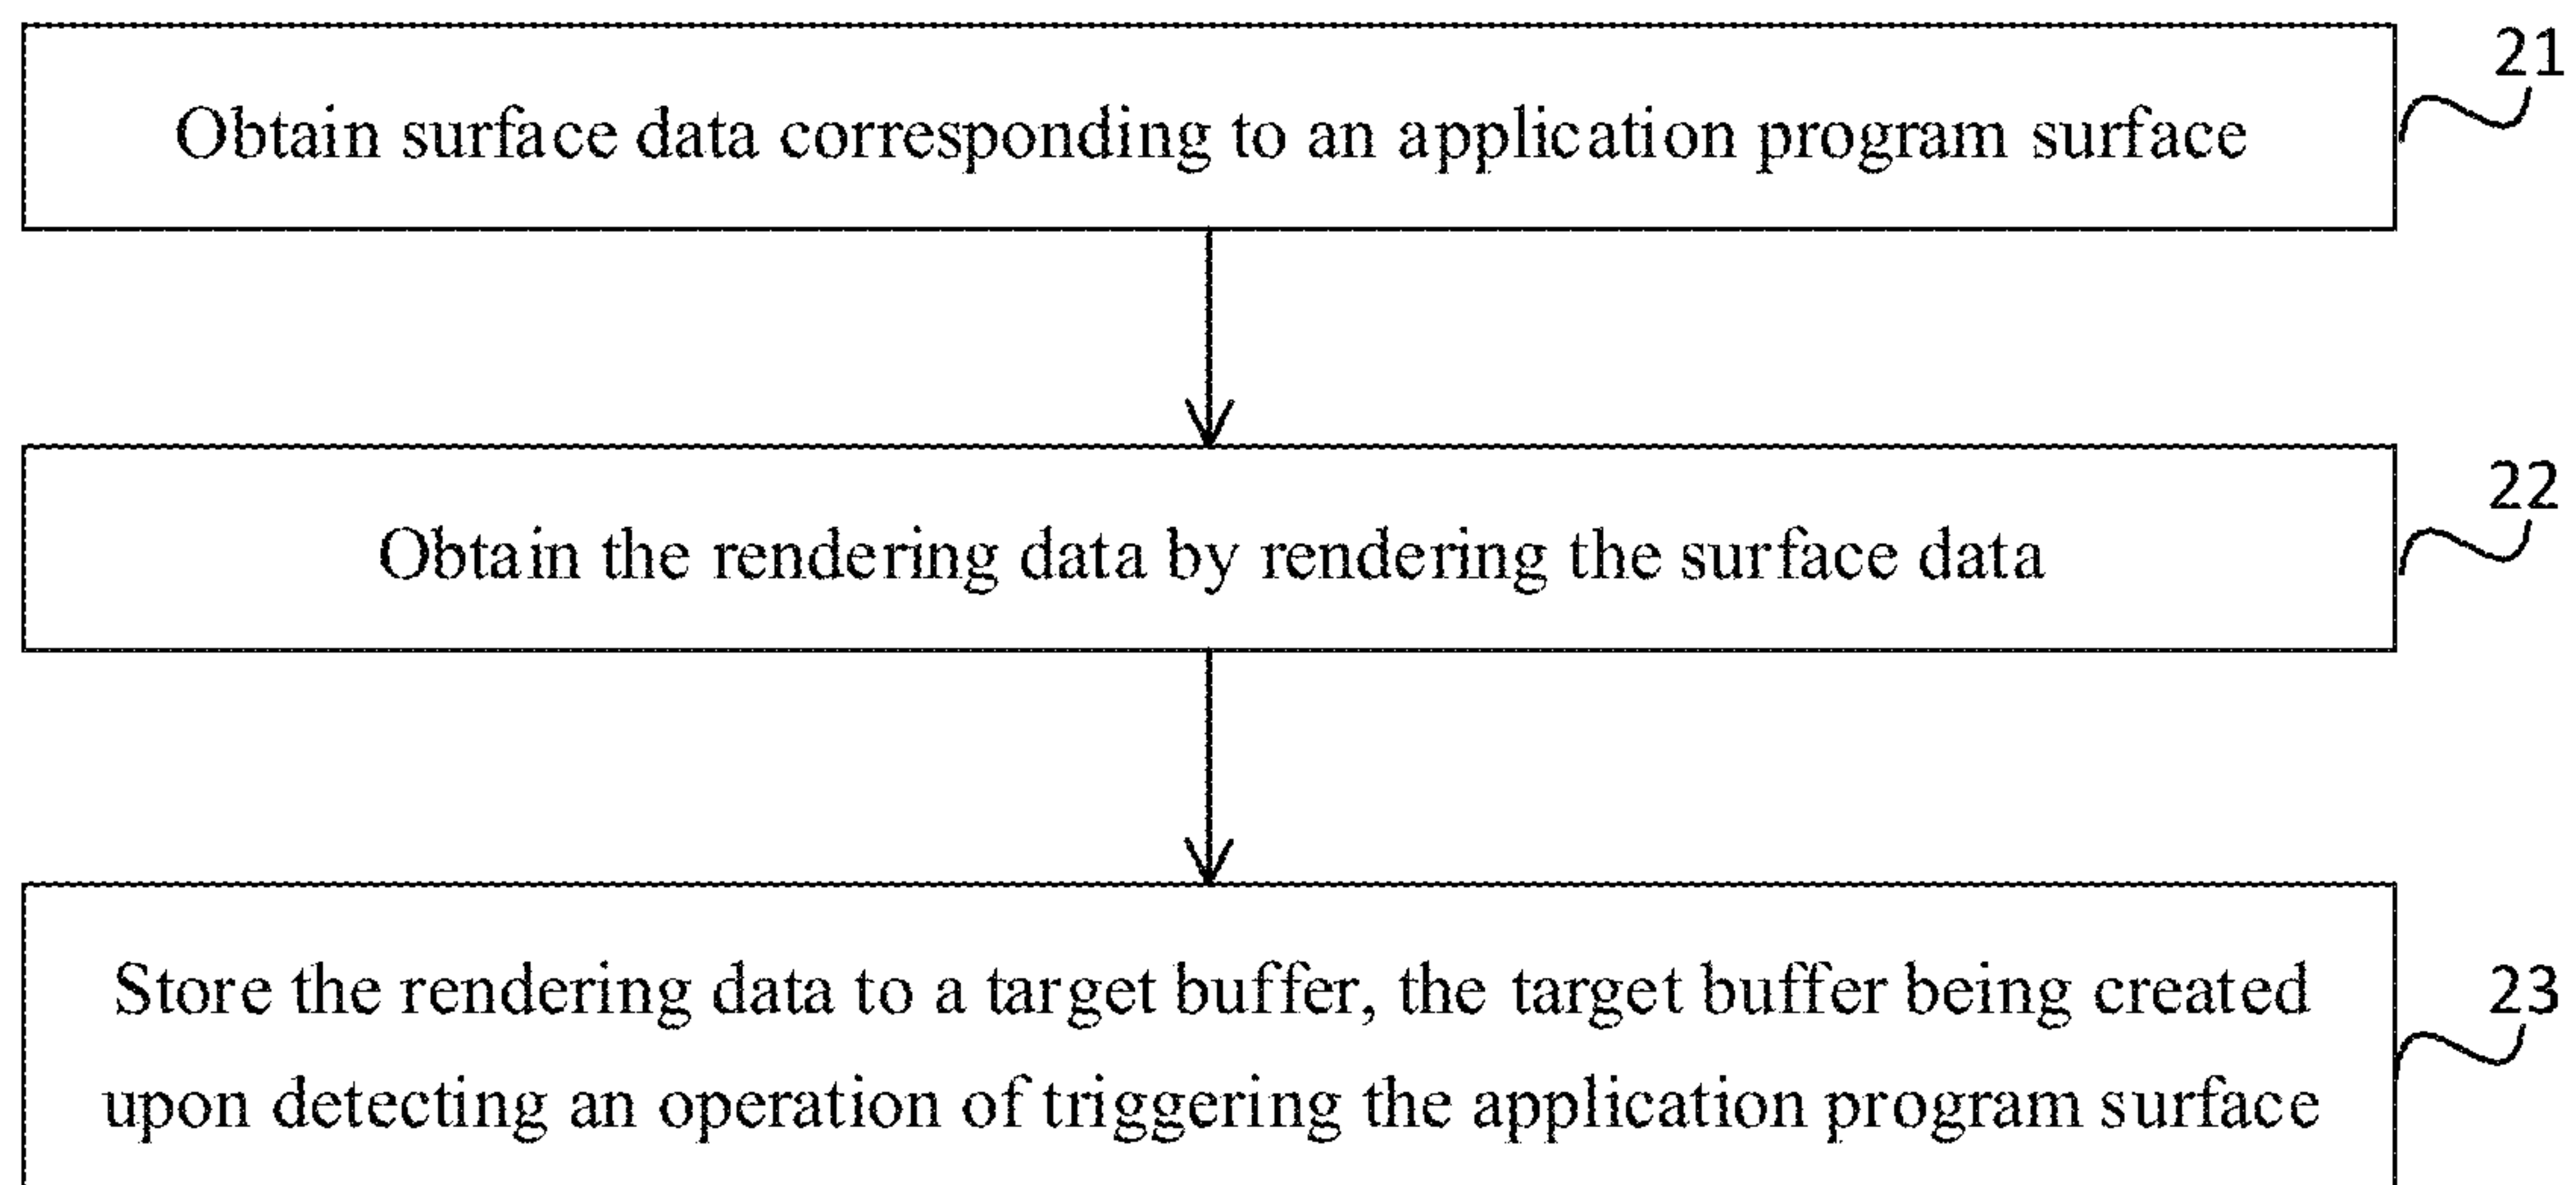 21
Obtain surface data corresponding to an application program surface
22
Obtain the rendering data by rendering the surface data
23
Store the rendering data to a target buffer, the target buffer being created
upon detecting an operation of triggering the application program surface